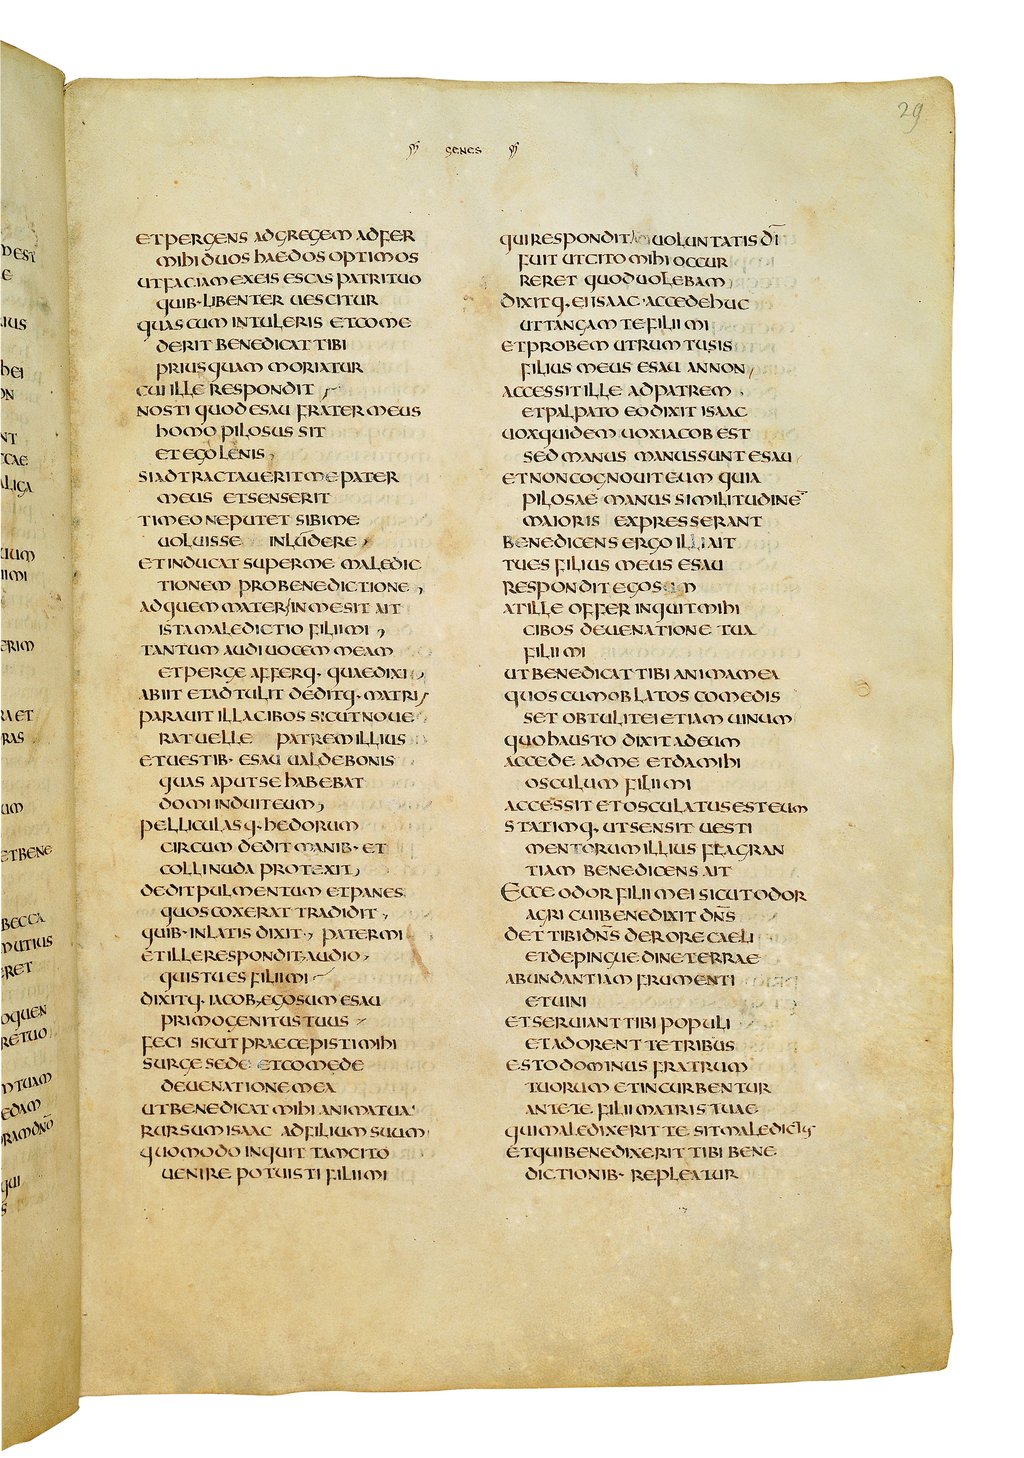 29
GENES
ET PERGENS AD GREGEM ADFER
MIHI DUOS HAEDOS OPTIMOS
UT FACIAM EX EIS ESCAS PATRI TUO
QUIB· LIBENTER UESCITUR
QUAS CUM INTULERIS ET COME
DERIT BENEDICAT TIBI
PRIUSQUAM MORIATUR
CUI ILLE RESPONDIT
NOSTI QUOD ESAU FRATER MEUS
HOMO PILOSUS SIT
ET EGO LENIS
SI ADTRACTAUERIT ME PATER
MEUS ET SENSERIT
TIMEO NE PUTET SIBI ME
UOLUISSE INLUDERE
ET INDUCAT SUPER ME MALEDIC
TIONEM PRO BENEDICTIONE
AD QUEM MATER IN ME SIT AIT
ISTA MALEDICTIO FILI MI
TANTUM AUDI UOCEM MEAM
ET PERGE AFFERQ· QUAE DIXI
ABIIT ET ADTULIT DEDITQ· MATRI
PARAUIT ILLA CIBOS SICUT NOUE
RAT UELLE PATREM ILLIUS
ET UESTIB· ESAU UALDE BONIS
QUAS APUT SE HABEBAT
DOMI INDUIT EUM
PELLICULASQ· HEDORUM
CIRCUMDEDIT MANIB· ET
COLLI NUDA PROTEXIT
DEDIT PULMENTUM ET PANES
QUOS COXERAT TRADIDIT
QUIB· INLATIS DIXIT PATER MI
ET ILLE RESPONDIT AUDIO
QUIS TU ES FILI MI
DIXITQ· IACOB EGO SUM ESAU
PRIMOGENITUS TUUS
FECI SICUT PRAECEPISTI MIHI
SURGE SEDE ET COMEDE
DE UENATIONE MEA
UT BENEDICAT MIHI ANIMA TUA
RURSUM ISAAC AD FILIUM SUUM
QUOMODO INQUIT TAM CITO
UENIRE POTUISTI FILI MI
QUI RESPONDIT UOLUNTATIS DI
FUIT UT CITO MIHI OCCUR
RERET QUOD UOLEBAM
DIXITQ· EI ISAAC · ACCEDE HUC
UT TANGAM TE FILI MI
ET PROBEM UTRUM TU SIS
FILIUS MEUS ESAU AN NON
ACCESSIT ILLE AD PATREM
ET PALPATO EO DIXIT ISAAC
UOX QUIDEM UOX IACOB EST
SED MANUS MANUS SUNT ESAU
ET NON COGNOUIT EUM QUIA
PILOSAE MANUS SIMILITUDINE
MAIORIS EXPRESSERANT
BENEDICENS ERGO ILLI AIT
TU ES FILIUS MEUS ESAU
RESPONDIT EGO SUM
AT ILLE OFFER INQUIT MIHI
CIBOS DE UENATIONE TUA
FILI MI
UT BENEDICAT TIBI ANIMA MEA
QUOS CUM OBLATOS COMEDIS
SET OBTULIT EI ETIAM UINUM
QUO HAUSTO DIXIT AD EUM
ACCEDE AD ME ET DA MIHI
OSCULUM FILI MI
ACCESSIT ET OSCULATUS EST EUM
STATIMQ· UT SENSIT UESTI
MENTORUM ILLIUS FLAGRAN
TIAM BENEDICENS AIT
ECCE ODOR FILI MEI SICUT ODOR
AGRI CUI BENEDIXIT DNS
DET TIBI DNS DE RORE CAELI
ET DE PINGUEDINE TERRAE
ABUNDANTIAM FRUMENTI
ET UINI
ET SERUIANT TIBI POPULI
ET ADORENT TE TRIBUS
ESTO DOMINUS FRATRUM
TUORUM ET INCURBENTUR
ANTE TE FILII MATRIS TUAE
QUI MALEDIXERIT TE SIT MALEDICTUS
ET QUI BENEDIXERIT TIBI BENE
DICTIONIB· REPLEATUR